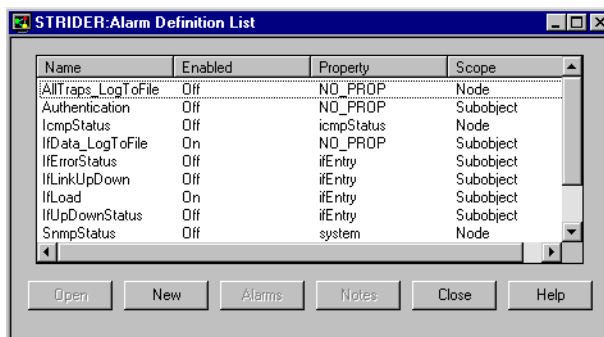 STRIDER:Alarm Definition List
Name Enabled Property Scope
AllTraps_LogToFile Off NO_PROP Node
Authentication Off NO_PROP Subobject
IcmpStatus Off icmpStatus Node
IfData_LogToFile On NO_PROP Subobject
IfErrorStatus Off ifEntry Subobject
IfLinkUpDown Off ifEntry Subobject
IfLoad On ifEntry Subobject
IfUpDownStatus Off ifEntry Subobject
SnmpStatus Off system Node
Open New Alarms Notes Close Help